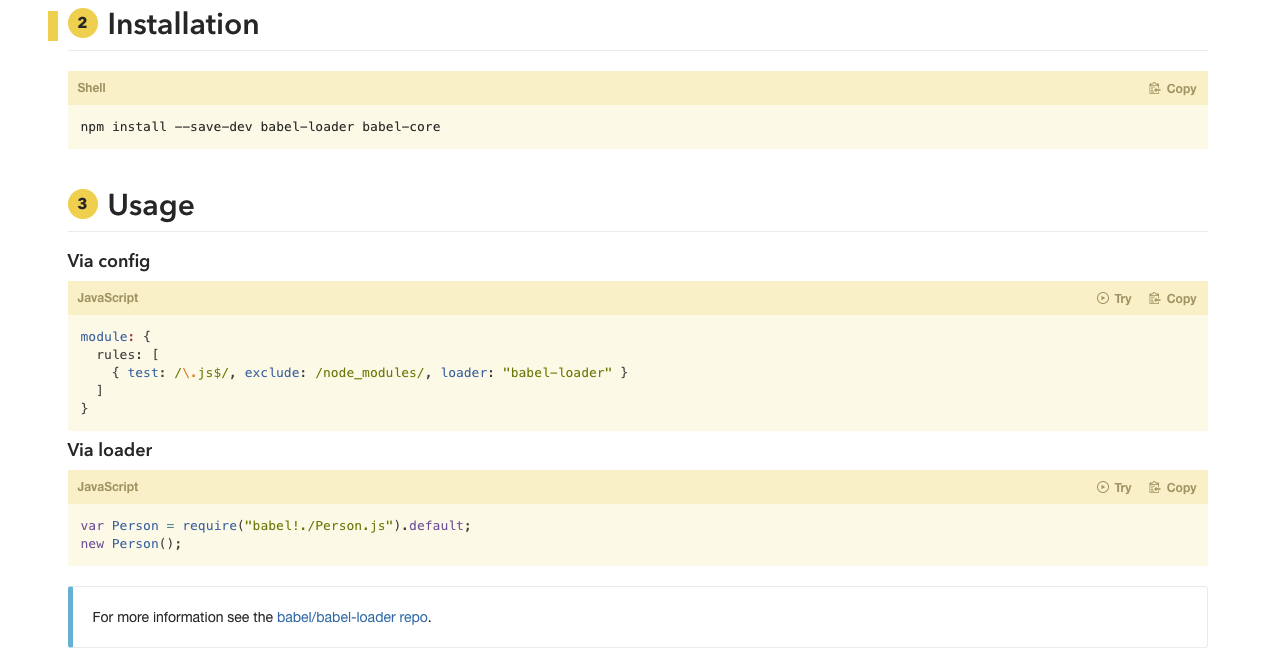 2 Installation
Shell Copy
npm install --save-dev babel-loader babel-core
3 Usage
Via config
JavaScript Try Copy
module: {
  rules: [
    { test: /\.js$/, exclude: /node_modules/, loader: "babel-loader" }
  ]
}
Via loader
JavaScript Try Copy
var Person = require("babel!./Person.js").default;
new Person();
For more information see the babel/babel-loader repo.